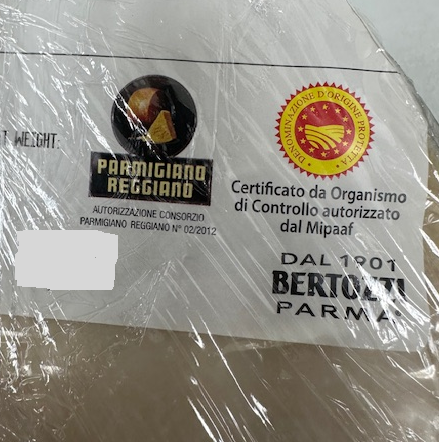 WEIGHT:
PARMIGIANO
REGGIANO
AUTORIZZAZIONE CONSORZIO
PARMIGIANO REGGIANO N° 02/2012
DENOMINAZIONE D'ORIGINE PROTETTA
Certificato da Organismo
di Controllo autorizzato
dal Mipaaf
DAL 1901
BERTOZZI
PARMA